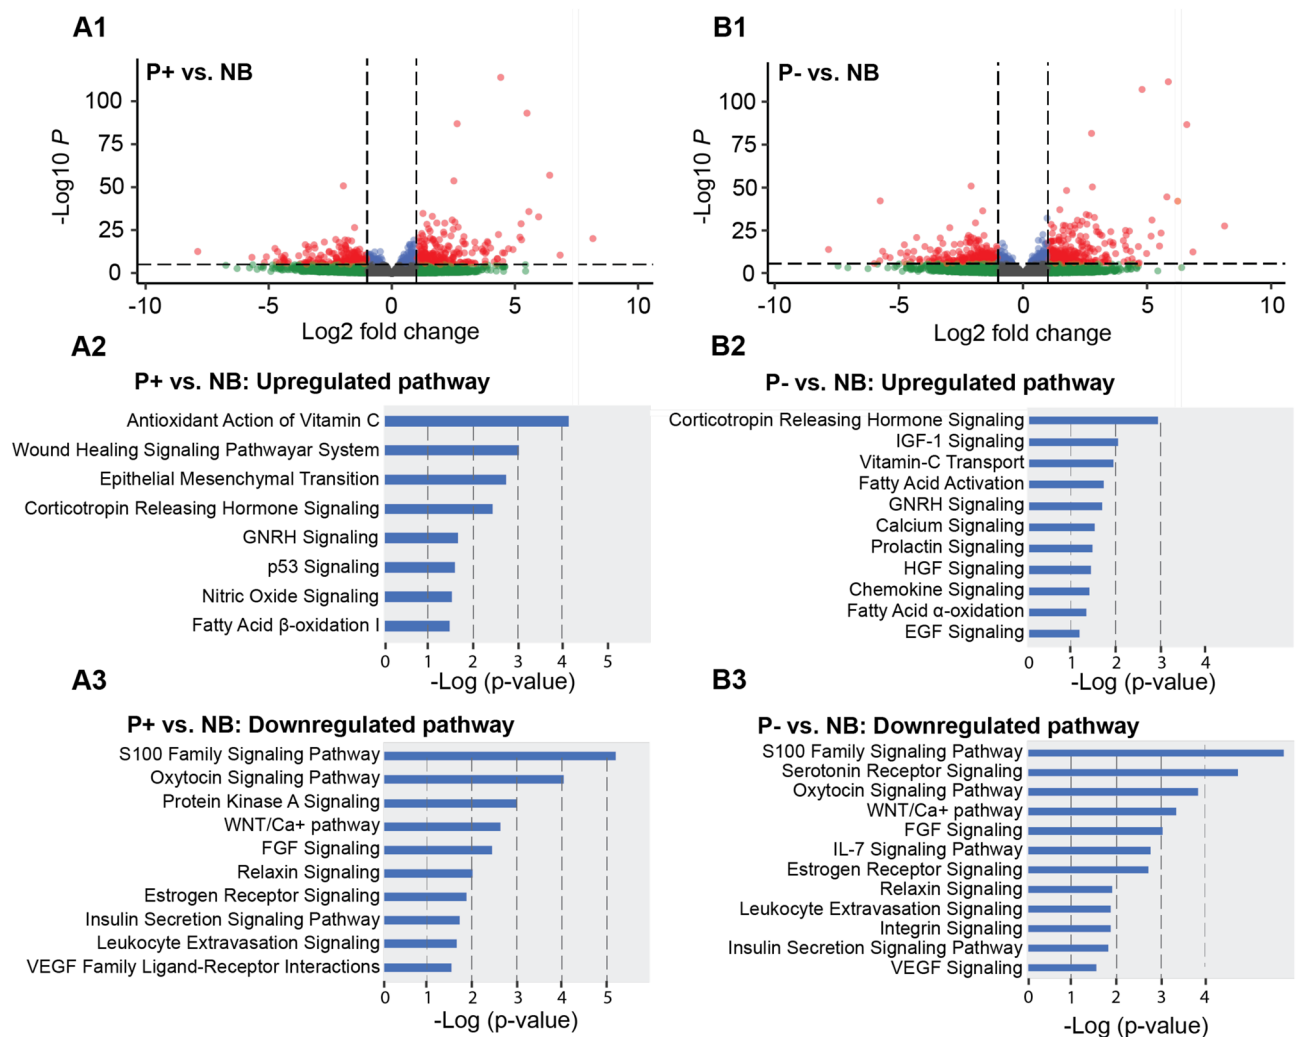 A1
P+ vs. NB
100
75
50
25
0
-Log10 P
-10
-5
0
5
10
Log2 fold change
B1
P- vs. NB
100
75
50
25
0
-Log10 P
-10
-5
0
5
10
Log2 fold change
A2
P+ vs. NB: Upregulated pathway
Antioxidant Action of Vitamin C
Wound Healing Signaling Pathwayar System
Epithelial Mesenchymal Transition
Corticotropin Releasing Hormone Signaling
GNRH Signaling
p53 Signaling
Nitric Oxide Signaling
Fatty Acid β-oxidation I
0 1 2 3 4 5
-Log (p-value)
B2
P- vs. NB: Upregulated pathway
Corticotropin Releasing Hormone Signaling
IGF-1 Signaling
Vitamin-C Transport
Fatty Acid Activation
GNRH Signaling
Calcium Signaling
Prolactin Signaling
HGF Signaling
Chemokine Signaling
Fatty Acid α-oxidation
EGF Signaling
0 1 2 3 4
-Log (p-value)
A3
P+ vs. NB: Downregulated pathway
S100 Family Signaling Pathway
Oxytocin Signaling Pathway
Protein Kinase A Signaling
WNT/Ca+ pathway
FGF Signaling
Relaxin Signaling
Estrogen Receptor Signaling
Insulin Secretion Signaling Pathway
Leukocyte Extravasation Signaling
VEGF Family Ligand-Receptor Interactions
0 1 2 3 4 5
-Log (p-value)
B3
P- vs. NB: Downregulated pathway
S100 Family Signaling Pathway
Serotonin Receptor Signaling
Oxytocin Signaling Pathway
WNT/Ca+ pathway
FGF Signaling
IL-7 Signaling Pathway
Estrogen Receptor Signaling
Relaxin Signaling
Leukocyte Extravasation Signaling
Integrin Signaling
Insulin Secretion Signaling Pathway
VEGF Signaling
0 1 2 3 4
-Log (p-value)